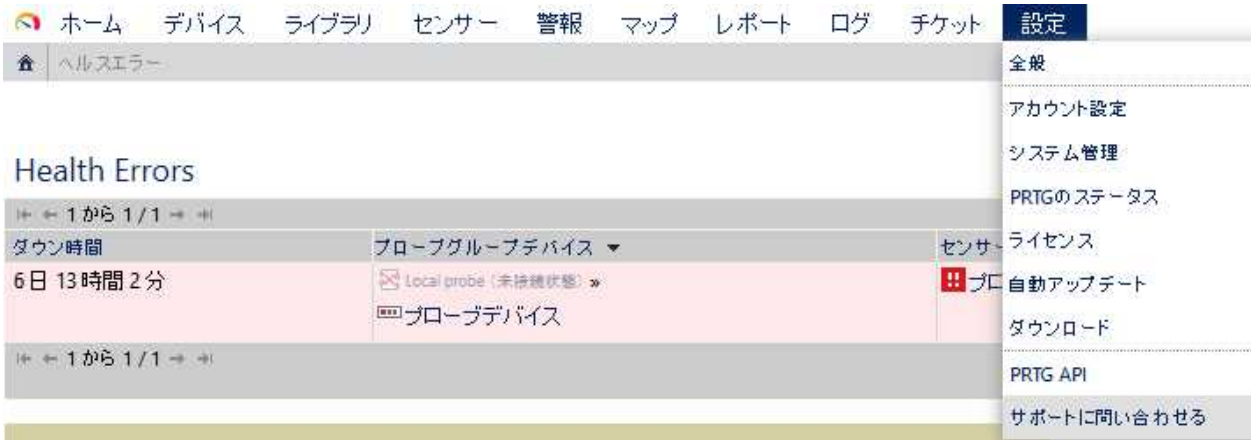 ホーム デバイス ライブラリ センサー 警報 マップ レポート ログ チケット 設定
ヘルスエラー
Health Errors
1から 1 / 1
ダウン時間 プローブグループデバイス センサー
6日 13時間 2分 Local probe (未接続状態) » プロ
プローブデバイス
1から 1 / 1
全般
アカウント設定
システム管理
PRTGのステータス
ライセンス
自動アップデート
ダウンロード
PRTG API
サポートに問い合わせる